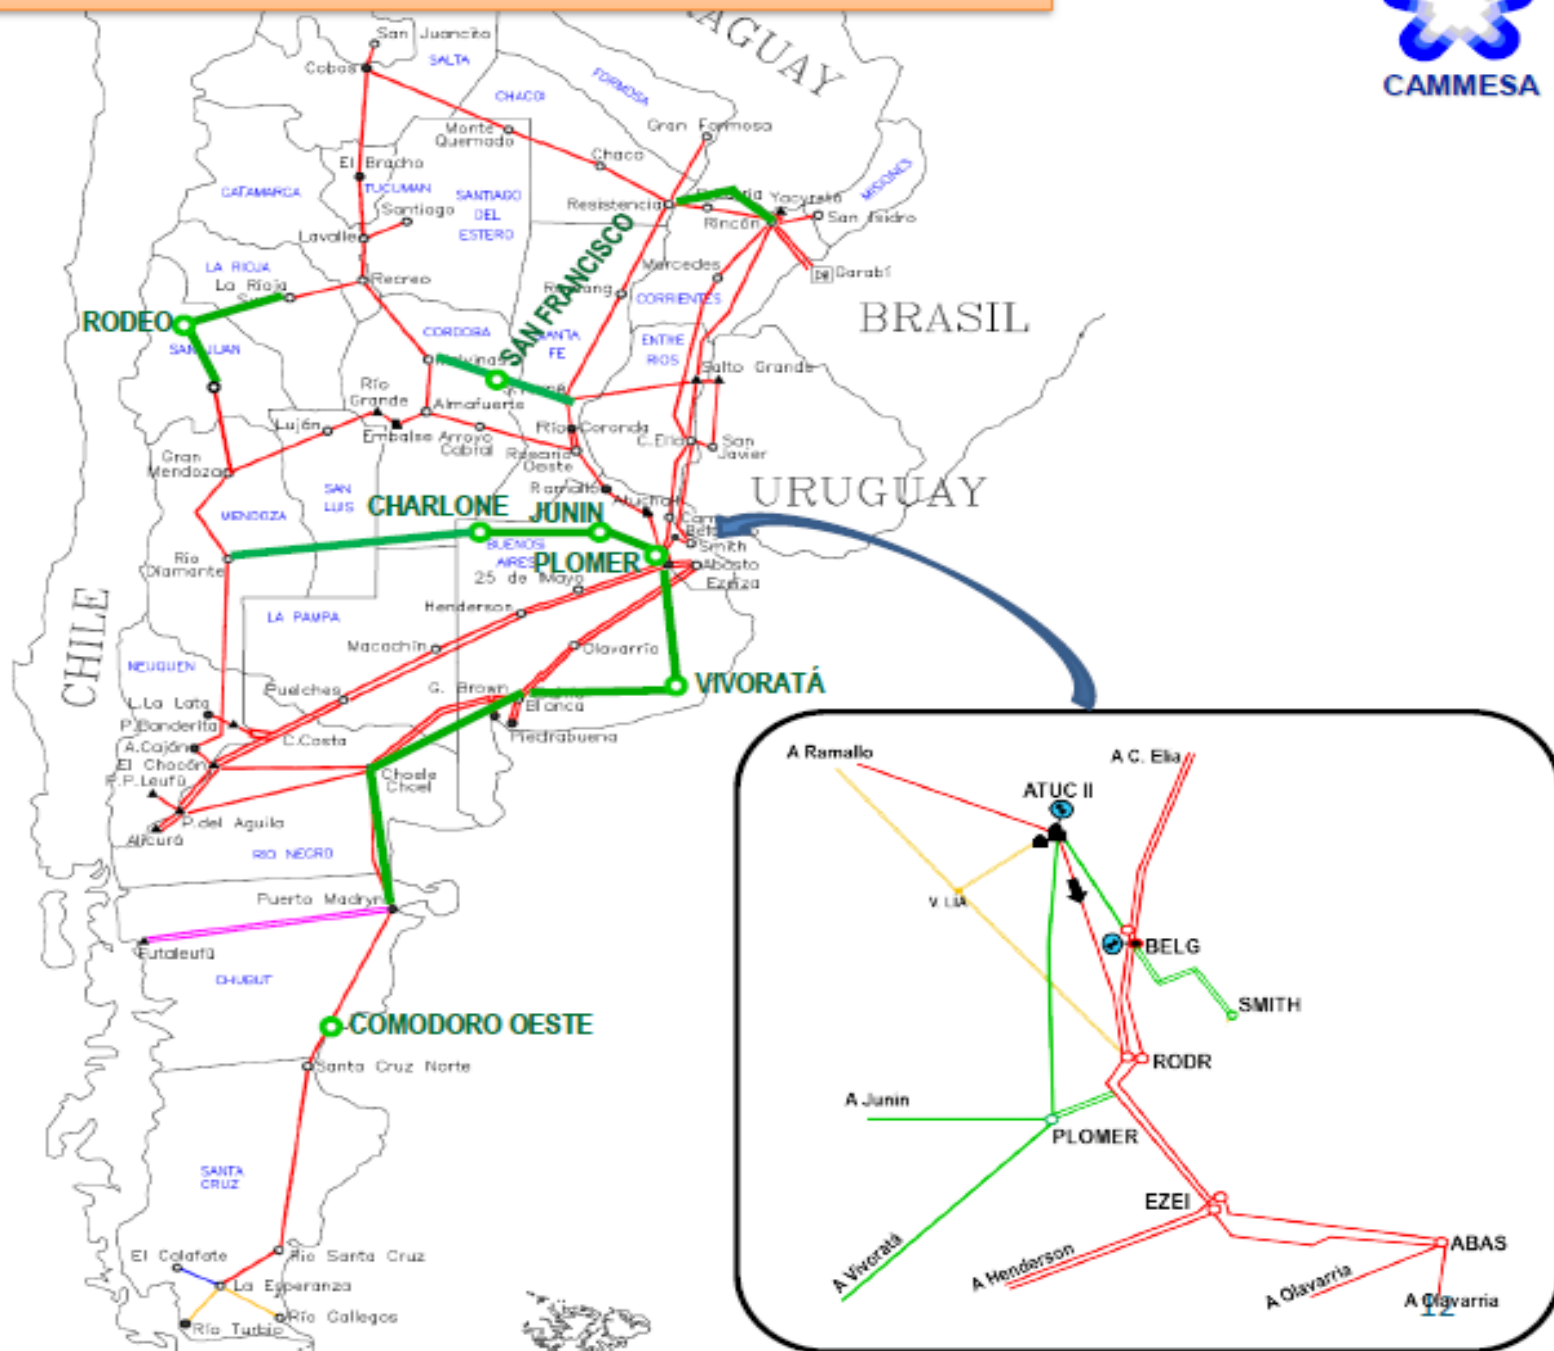 CAMMESA
San Juancito
SALTA
Cobos
CHACO
FORMOSA
Monte
Quemado
Gran Formosa
El Bracho
Chaco
MISIONES
CATAMARCA
TUCUMAN
SANTIAGO
DEL
ESTERO
Santiago
Resistencia
Yacyretá
San Isidro
Rincón
Lavalle
LA RIOJA
La Rioja
Recreo
Mercedes
Garabí
CORRIENTES
BRASIL
RODEO
SAN JUAN
CORDOBA
SAN FRANCISCO
SANTA
FE
ENTRE
RIOS
Salto Grande
Río
Grande
Almafuerte
Luján
Embalse
Arroyo
Cabral
Río Coronda
Rosario
Oeste
C.Elia
San
Javier
Gran
Mendoza
SAN
LUIS
Ramallo
Atucha
URUGUAY
MENDOZA
CHARLONE
JUNIN
BUENOS
AIRES
PLOMER
Smith
Abasto
Ezeiza
Río
Diamante
25 de Mayo
Henderson
CHILE
LA PAMPA
Macachín
Olavarría
NEUQUEN
Puelches
G. Brown
Blanca
VIVORATÁ
L.La Lata
P.Banderita
C.Costa
Piedrabuena
A.Cajón
El Chocón
P.P.Leufú
Choele
Choel
P.del Aguila
Alicurá
RIO NEGRO
Puerto Madryn
Futaleufú
CHUBUT
COMODORO OESTE
Santa Cruz Norte
SANTA
CRUZ
El Calafate
Río Santa Cruz
La Esperanza
Río Gallegos
Río Turbio
A Ramallo
A C. Elia
ATUC II
V. LIA
BELG
SMITH
RODR
A Junin
PLOMER
EZEI
ABAS
A Vivoratá
A Henderson
A Olavarria
A Olavarria
12